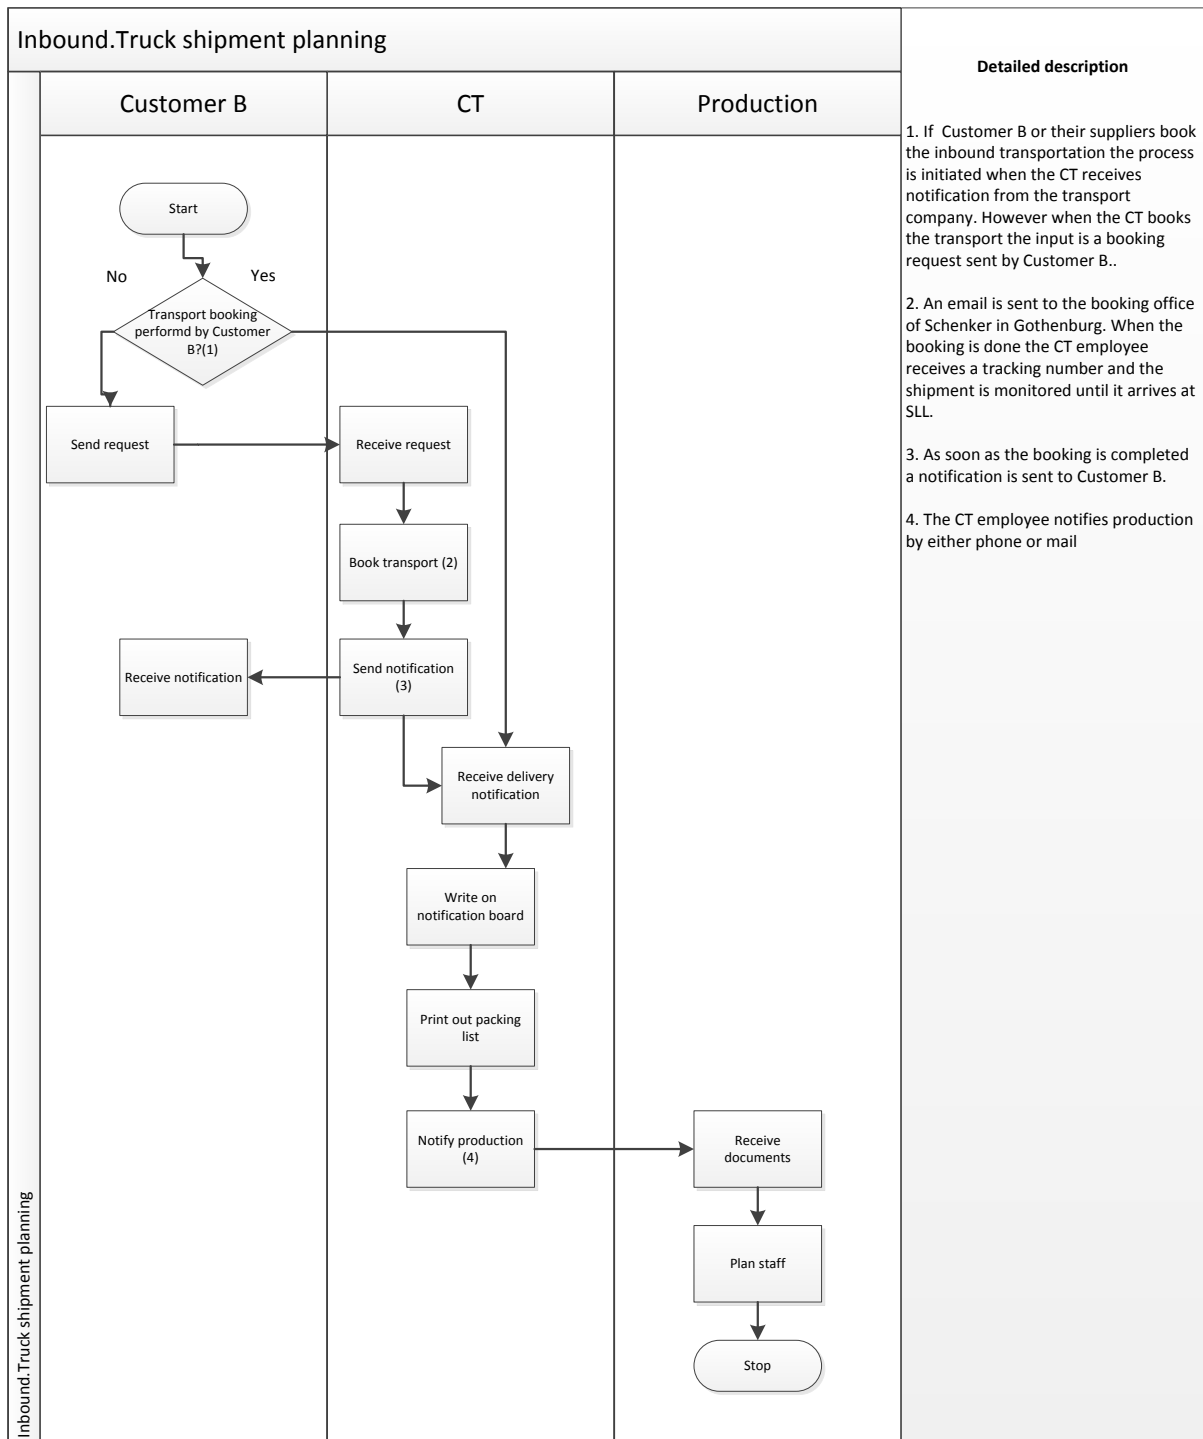 Inbound.Truck shipment planning
Customer B
CT
Production
Start
No
Yes
Transport booking
performd by Customer
B?(1)
Send request
Receive request
Book transport (2)
Receive notification
Send notification
(3)
Receive delivery
notification
Write on
notification board
Print out packing
list
Notify production
(4)
Receive
documents
Plan staff
Stop
Inbound.Truck shipment planning
Detailed description
1. If  Customer B or their suppliers book
the inbound transportation the process
is initiated when the CT receives
notification from the transport
company. However when the CT books
the transport the input is a booking
request sent by Customer B..
2. An email is sent to the booking office
of Schenker in Gothenburg. When the
booking is done the CT employee
receives a tracking number and the
shipment is monitored until it arrives at
SLL.
3. As soon as the booking is completed
a notification is sent to Customer B.
4. The CT employee notifies production
by either phone or mail